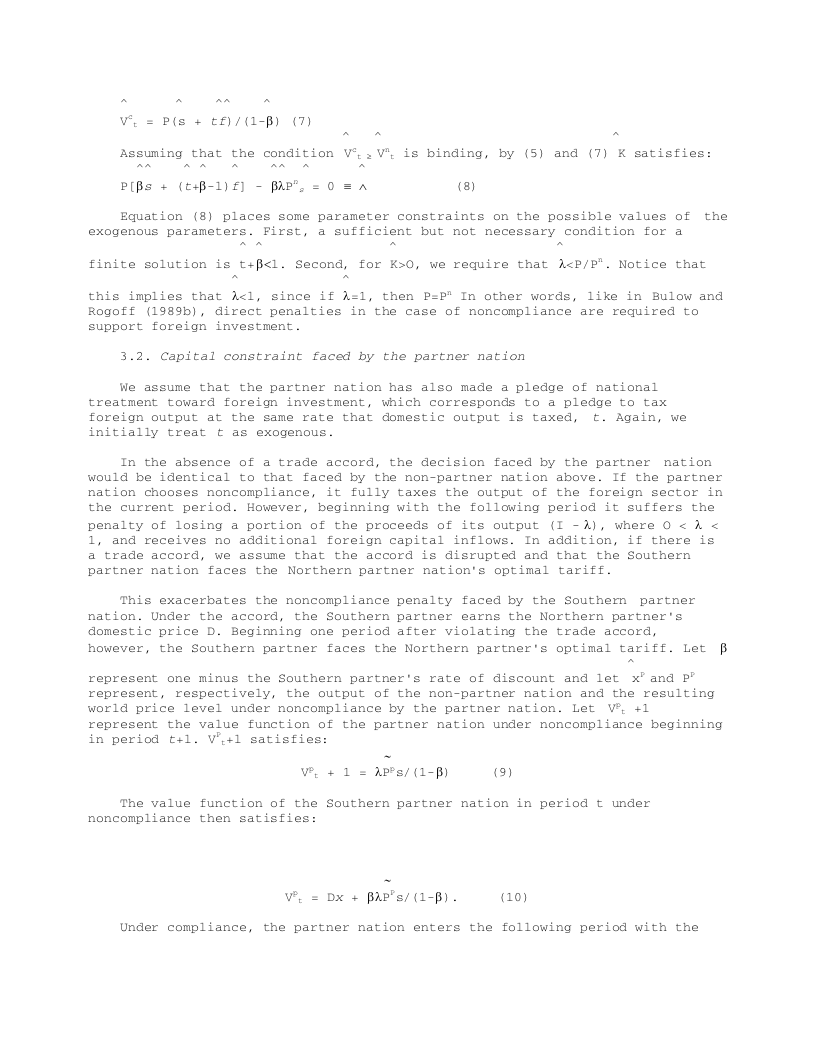 ^ ^ ^^ ^
V^c_t = P(s + tf)/(1-β) (7)
^ ^ ^
Assuming that the condition V^c_t ≥ V^n_t is binding, by (5) and (7) K satisfies:
^^ ^ ^ ^ ^^ ^ ^
P[βs + (t+β-1)f] - βλP^n_s = 0 ≡ ∧ (8)
Equation (8) places some parameter constraints on the possible values of the
exogenous parameters. First, a sufficient but not necessary condition for a
^ ^ ^ ^
finite solution is t+β<1. Second, for K>O, we require that λ<P/P^n. Notice that
^ ^
this implies that λ<1, since if λ=1, then P=P^n In other words, like in Bulow and
Rogoff (1989b), direct penalties in the case of noncompliance are required to
support foreign investment.
3.2. Capital constraint faced by the partner nation
We assume that the partner nation has also made a pledge of national
treatment toward foreign investment, which corresponds to a pledge to tax
foreign output at the same rate that domestic output is taxed, t. Again, we
initially treat t as exogenous.
In the absence of a trade accord, the decision faced by the partner nation
would be identical to that faced by the non-partner nation above. If the partner
nation chooses noncompliance, it fully taxes the output of the foreign sector in
the current period. However, beginning with the following period it suffers the
penalty of losing a portion of the proceeds of its output (I - λ), where O < λ <
1, and receives no additional foreign capital inflows. In addition, if there is
a trade accord, we assume that the accord is disrupted and that the Southern
partner nation faces the Northern partner nation's optimal tariff.
This exacerbates the noncompliance penalty faced by the Southern partner
nation. Under the accord, the Southern partner earns the Northern partner's
domestic price D. Beginning one period after violating the trade accord,
however, the Southern partner faces the Northern partner's optimal tariff. Let β
^
represent one minus the Southern partner's rate of discount and let x^p and P^p
represent, respectively, the output of the non-partner nation and the resulting
world price level under noncompliance by the partner nation. Let V^p_t +1
represent the value function of the partner nation under noncompliance beginning
in period t+1. V^p_t+1 satisfies:
~
V^p_t + 1 = λP^ps/(1-β) (9)
The value function of the Southern partner nation in period t under
noncompliance then satisfies:
~
V^p_t = Dx + βλP^ps/(1-β). (10)
Under compliance, the partner nation enters the following period with the